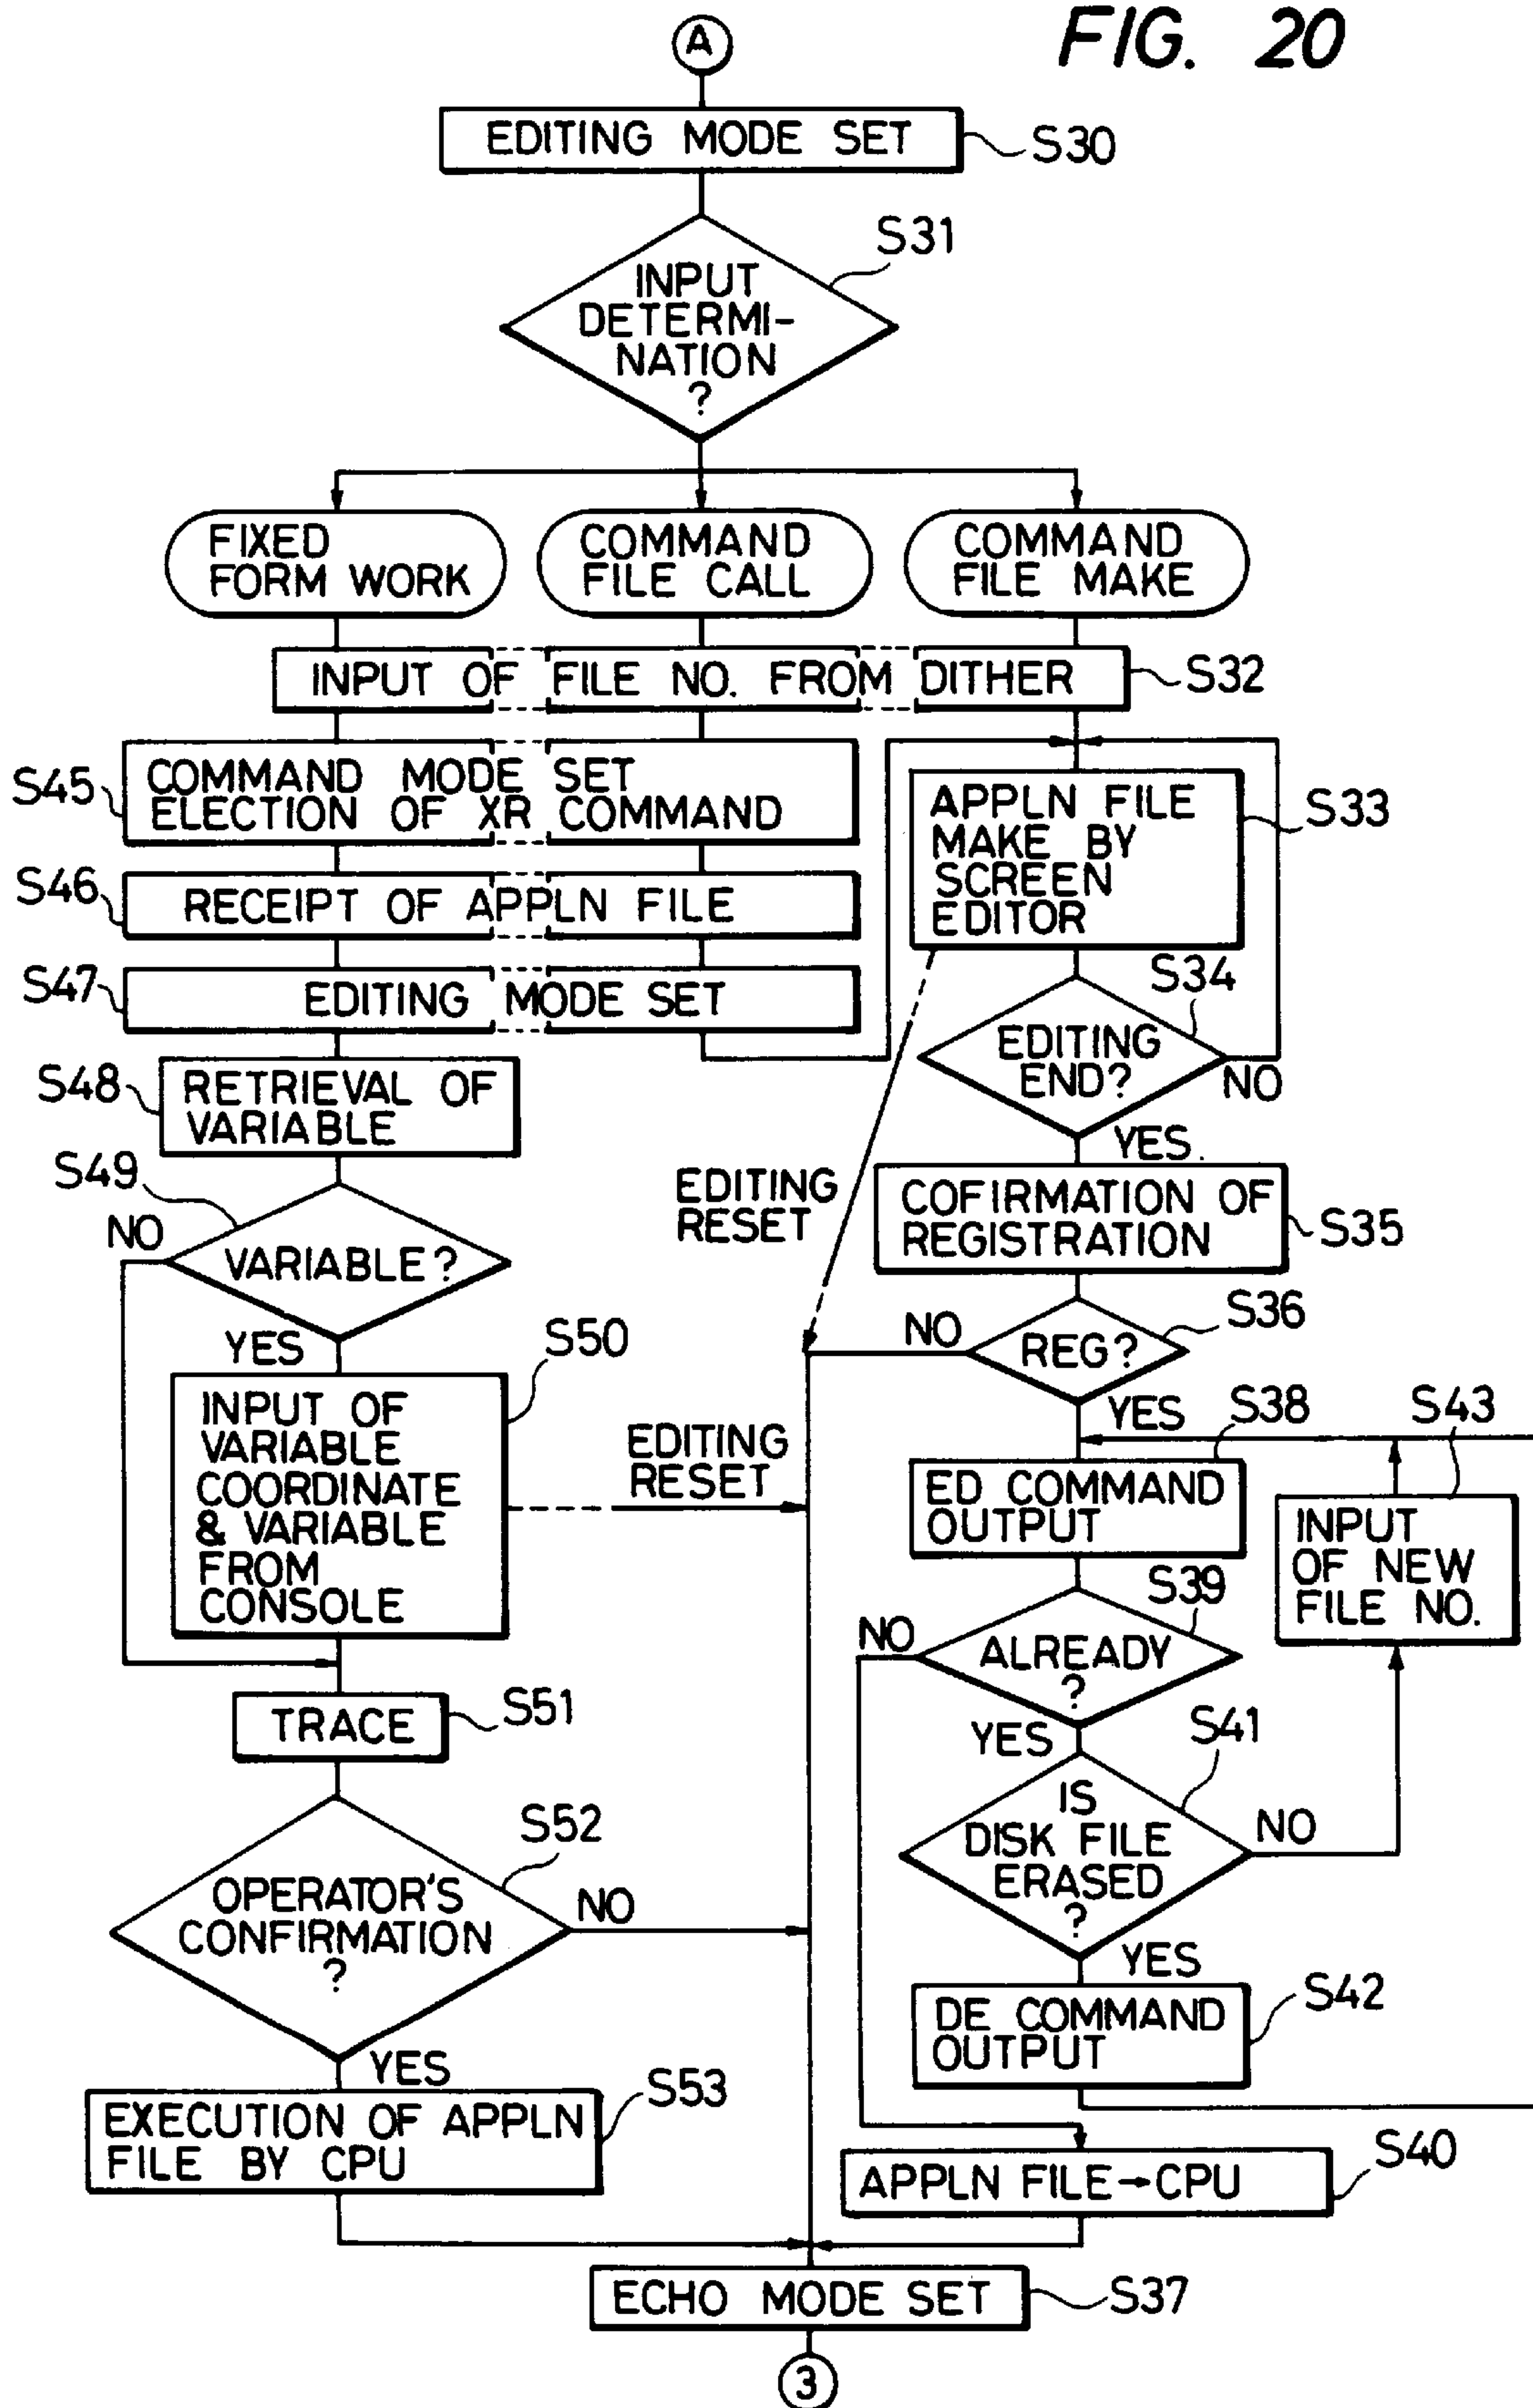 FIG. 20
A
EDITING MODE SET
S30
S31
INPUT
DETERMI-
NATION
?
FIXED
FORM WORK
COMMAND
FILE CALL
COMMAND
FILE MAKE
INPUT OF FILE NO. FROM DITHER
S32
S45
COMMAND MODE SET
ELECTION OF XR COMMAND
S46
RECEIPT OF APPLN FILE
S47
EDITING MODE SET
S48
RETRIEVAL OF
VARIABLE
S49
NO
VARIABLE?
YES
S50
INPUT OF
VARIABLE
COORDINATE
& VARIABLE
FROM
CONSOLE
EDITING
RESET
TRACE
S51
S52
OPERATOR'S
CONFIRMATION
?
NO
YES
S53
EXECUTION OF APPLN
FILE BY CPU
APPLN FILE
MAKE BY
SCREEN
EDITOR
S33
S34
EDITING
END?
NO
YES.
EDITING
RESET
COFIRMATION OF
REGISTRATION
S35
S36
NO
REG?
YES
S38
S43
ED COMMAND
OUTPUT
INPUT
OF NEW
FILE NO.
S39
NO
ALREADY
?
YES
S41
IS
DISK FILE
ERASED
?
NO
YES
DE COMMAND
OUTPUT
S42
S40
APPLN FILE→CPU
ECHO MODE SET
S37
3